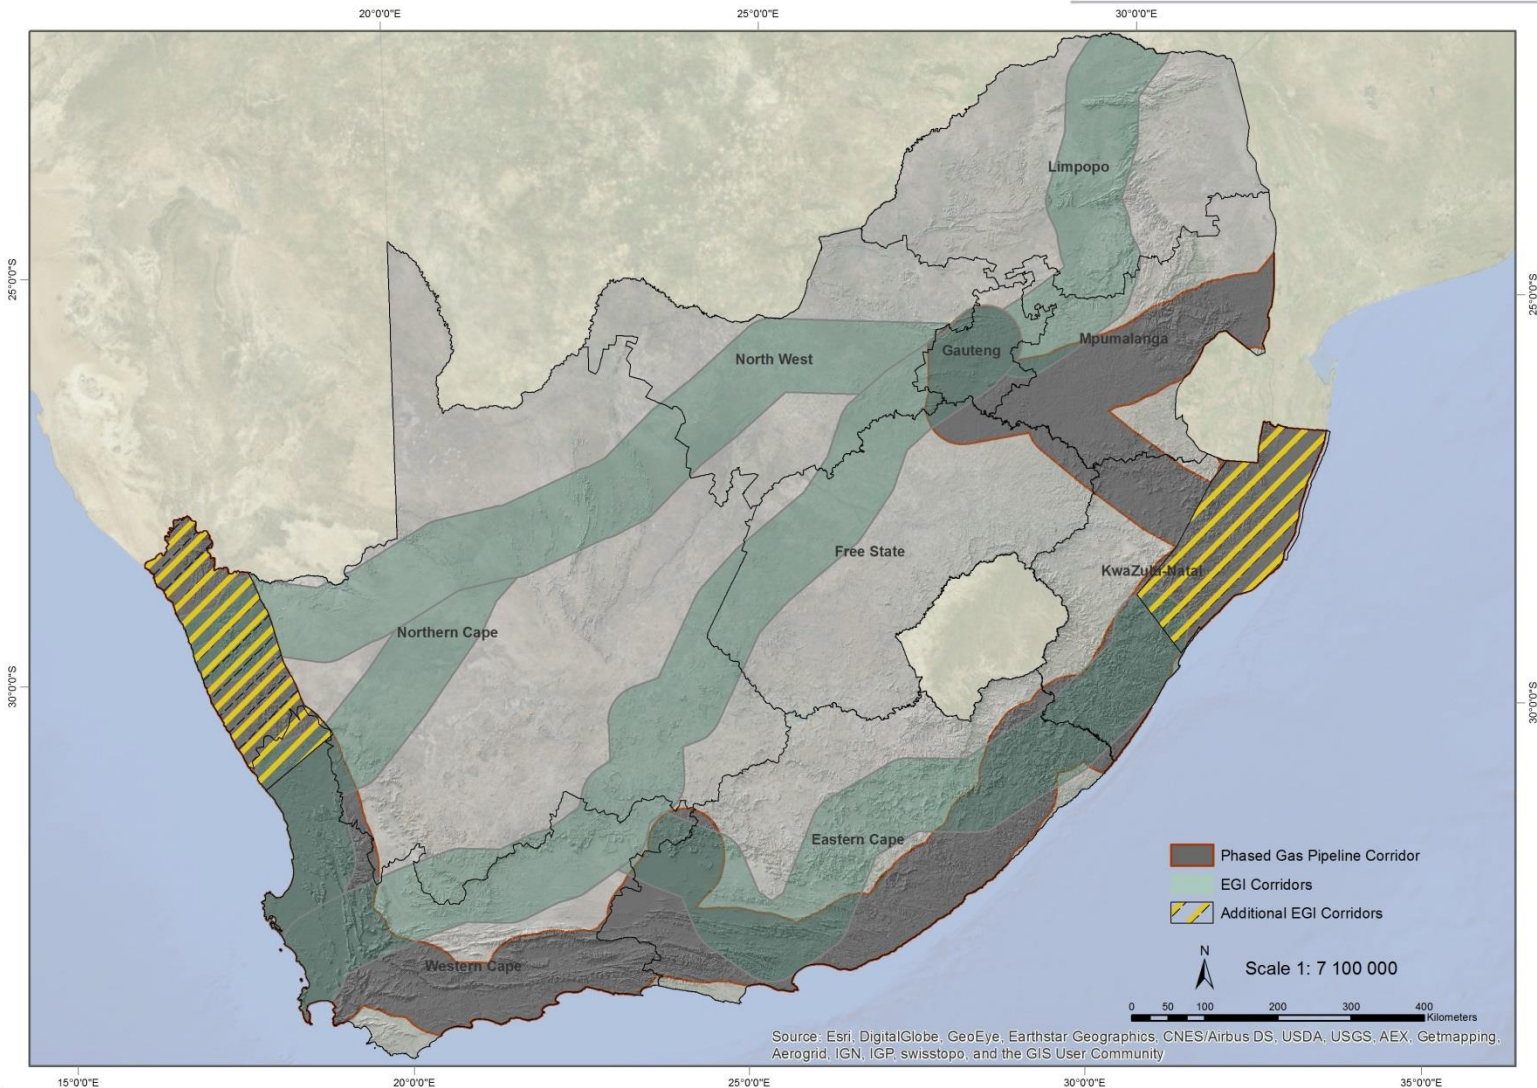 20°0'0"E 25°0'0"E 30°0'0"E
Limpopo
25°0'0"S 25°0'0"S
North West Gauteng Mpumalanga
Free State
KwaZulu-Natal
Northern Cape
30°0'0"S 30°0'0"S
Eastern Cape
Western Cape
Phased Gas Pipeline Corridor
EGI Corridors
Additional EGI Corridors
N
Scale 1: 7 100 000
0 50 100 200 300 400
Kilometers
Source: Esri, DigitalGlobe, GeoEye, Earthstar Geographics, CNES/Airbus DS, USDA, USGS, AEX, Getmapping,
Aerogrid, IGN, IGP, swisstopo, and the GIS User Community
15°0'0"E 20°0'0"E 25°0'0"E 30°0'0"E 35°0'0"E